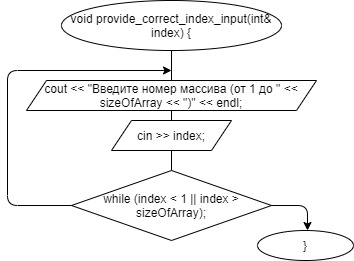 void provide_correct_index_input(int&
index) {
cout << "Введите номер массива (от 1 до " <<
sizeOfArray << ")" << endl;
cin >> index;
while (index < 1 || index >
sizeOfArray);
}